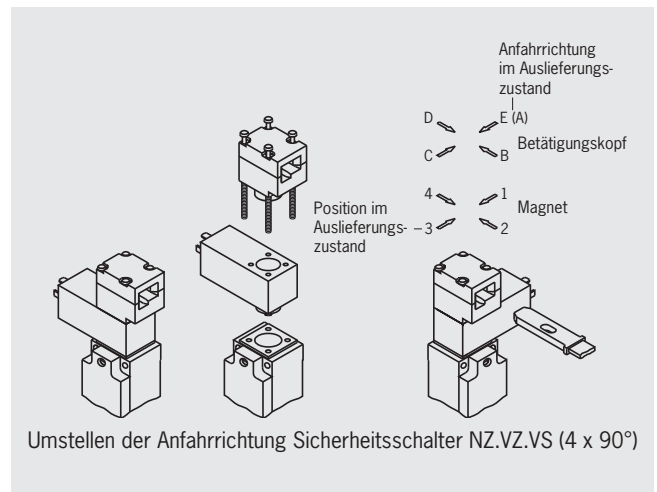 Anfahrrichtung
im Auslieferungs-
zustand
D
E (A)
Betätigungskopf
C
B
4
1
Position im
Auslieferungs-
zustand
Magnet
– 3
2
Umstellen der Anfahrrichtung Sicherheitsschalter NZ.VZ.VS (4 x 90°)